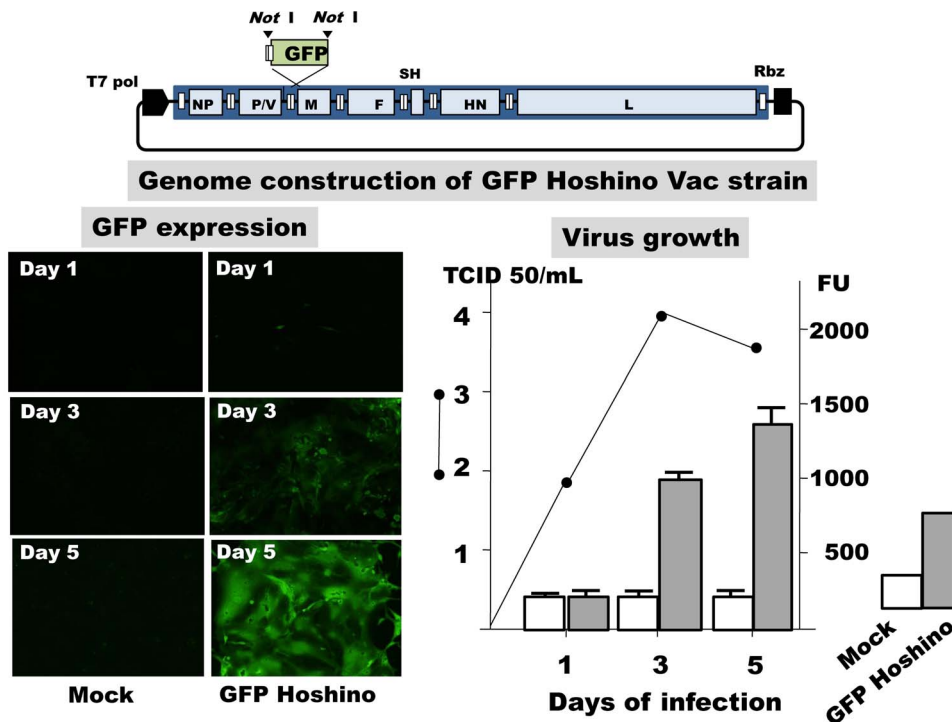 Not I Not I
GFP
T7 pol SH Rbz
NP P/V M F HN L
Genome construction of GFP Hoshino Vac strain
GFP expression
Virus growth
Day 1 Day 1
Day 3 Day 3
Day 5 Day 5
Mock GFP Hoshino
TCID 50/mL FU
4
3
2
1
2000
1500
1000
500
1 3 5
Days of infection
Mock
GFP Hoshino